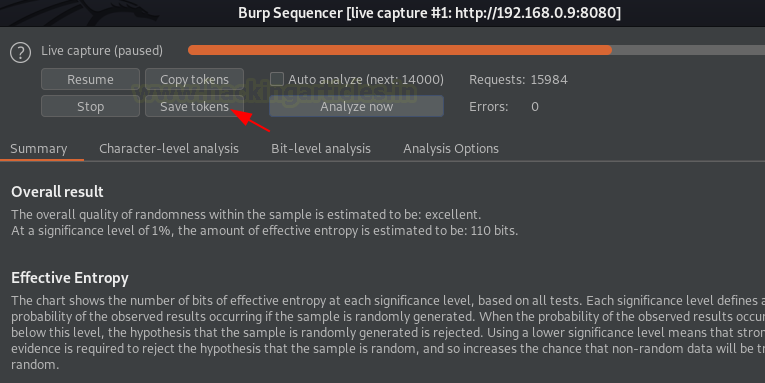 Burp Sequencer [live capture #1: http://192.168.0.9:8080]
? Live capture (paused)
Resume Copy tokens Auto analyze (next: 14000) Requests: 15984
Stop Save tokens Analyze now Errors: 0
www.hackingarticles.in
Summary Character-level analysis Bit-level analysis Analysis Options
Overall result
The overall quality of randomness within the sample is estimated to be: excellent.
At a significance level of 1%, the amount of effective entropy is estimated to be: 110 bits.
Effective Entropy
The chart shows the number of bits of effective entropy at each significance level, based on all tests. Each significance level defines a
probability of the observed results occurring if the sample is randomly generated. When the probability of the observed results occur
below this level, the hypothesis that the sample is randomly generated is rejected. Using a lower significance level means that stron
evidence is required to reject the hypothesis that the sample is random, and so increases the chance that non-random data will be tr
random.